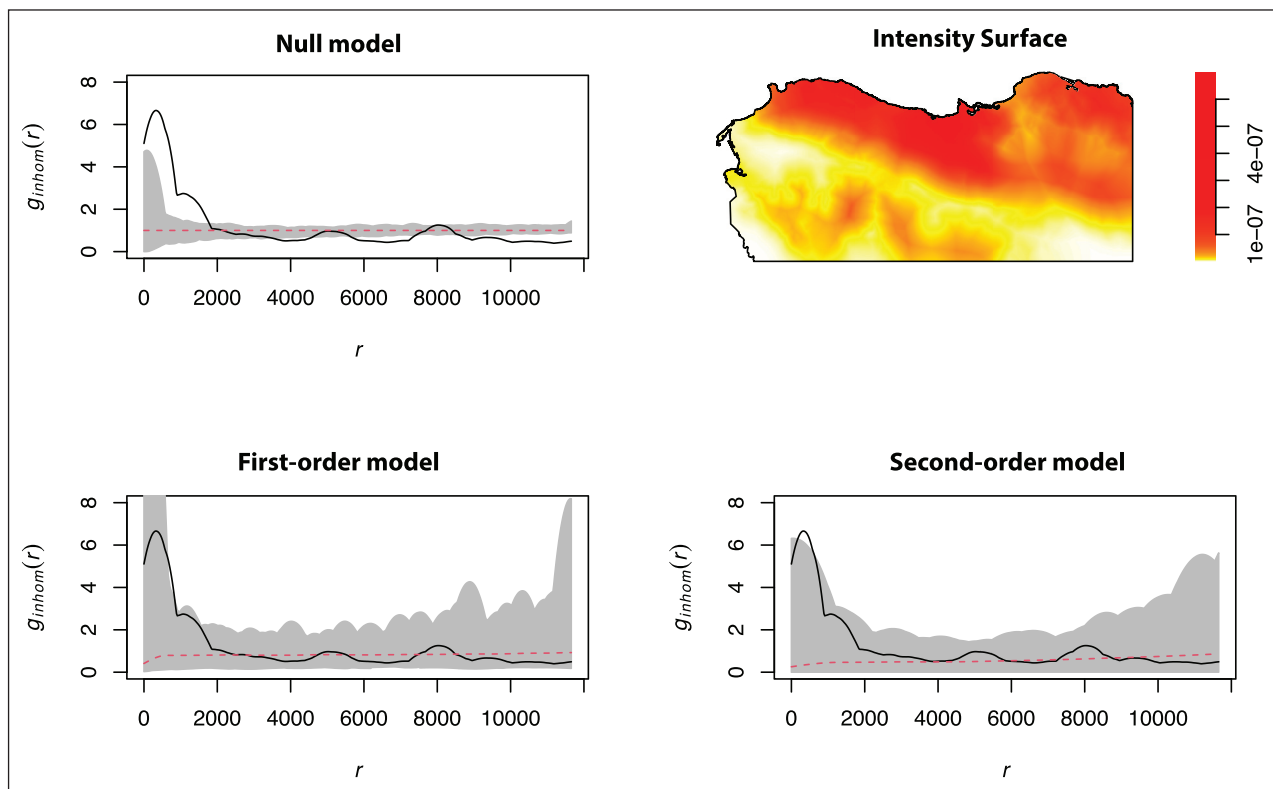 Null model
8
6
4
2
0
g_inhom(r)
0 2000 4000 6000 8000 10000
r
Intensity Surface
4e-07
1e-07
First-order model
8
6
4
2
0
g_inhom(r)
0 2000 4000 6000 8000 10000
r
Second-order model
8
6
4
2
0
g_inhom(r)
0 2000 4000 6000 8000 10000
r